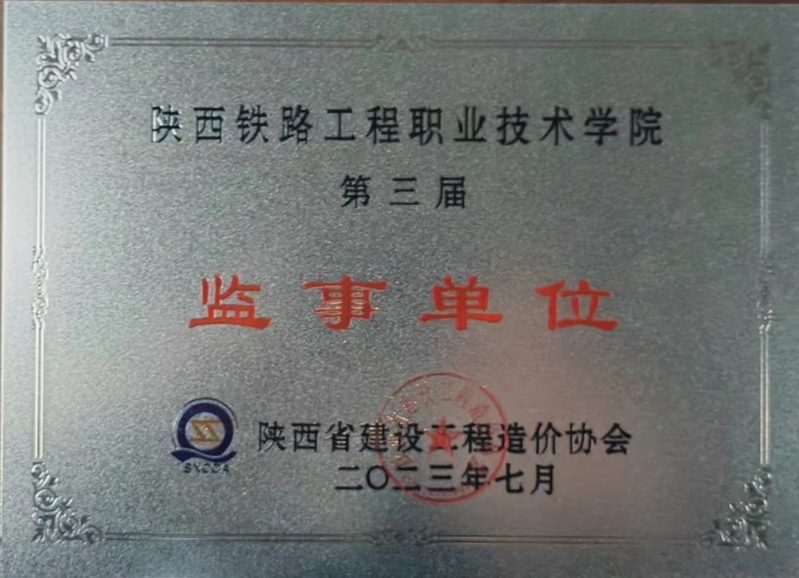 陕西铁路工程职业技术学院
第三届
监事单位
SXCCA
陕西省建设工程造价协会
二〇二三年七月